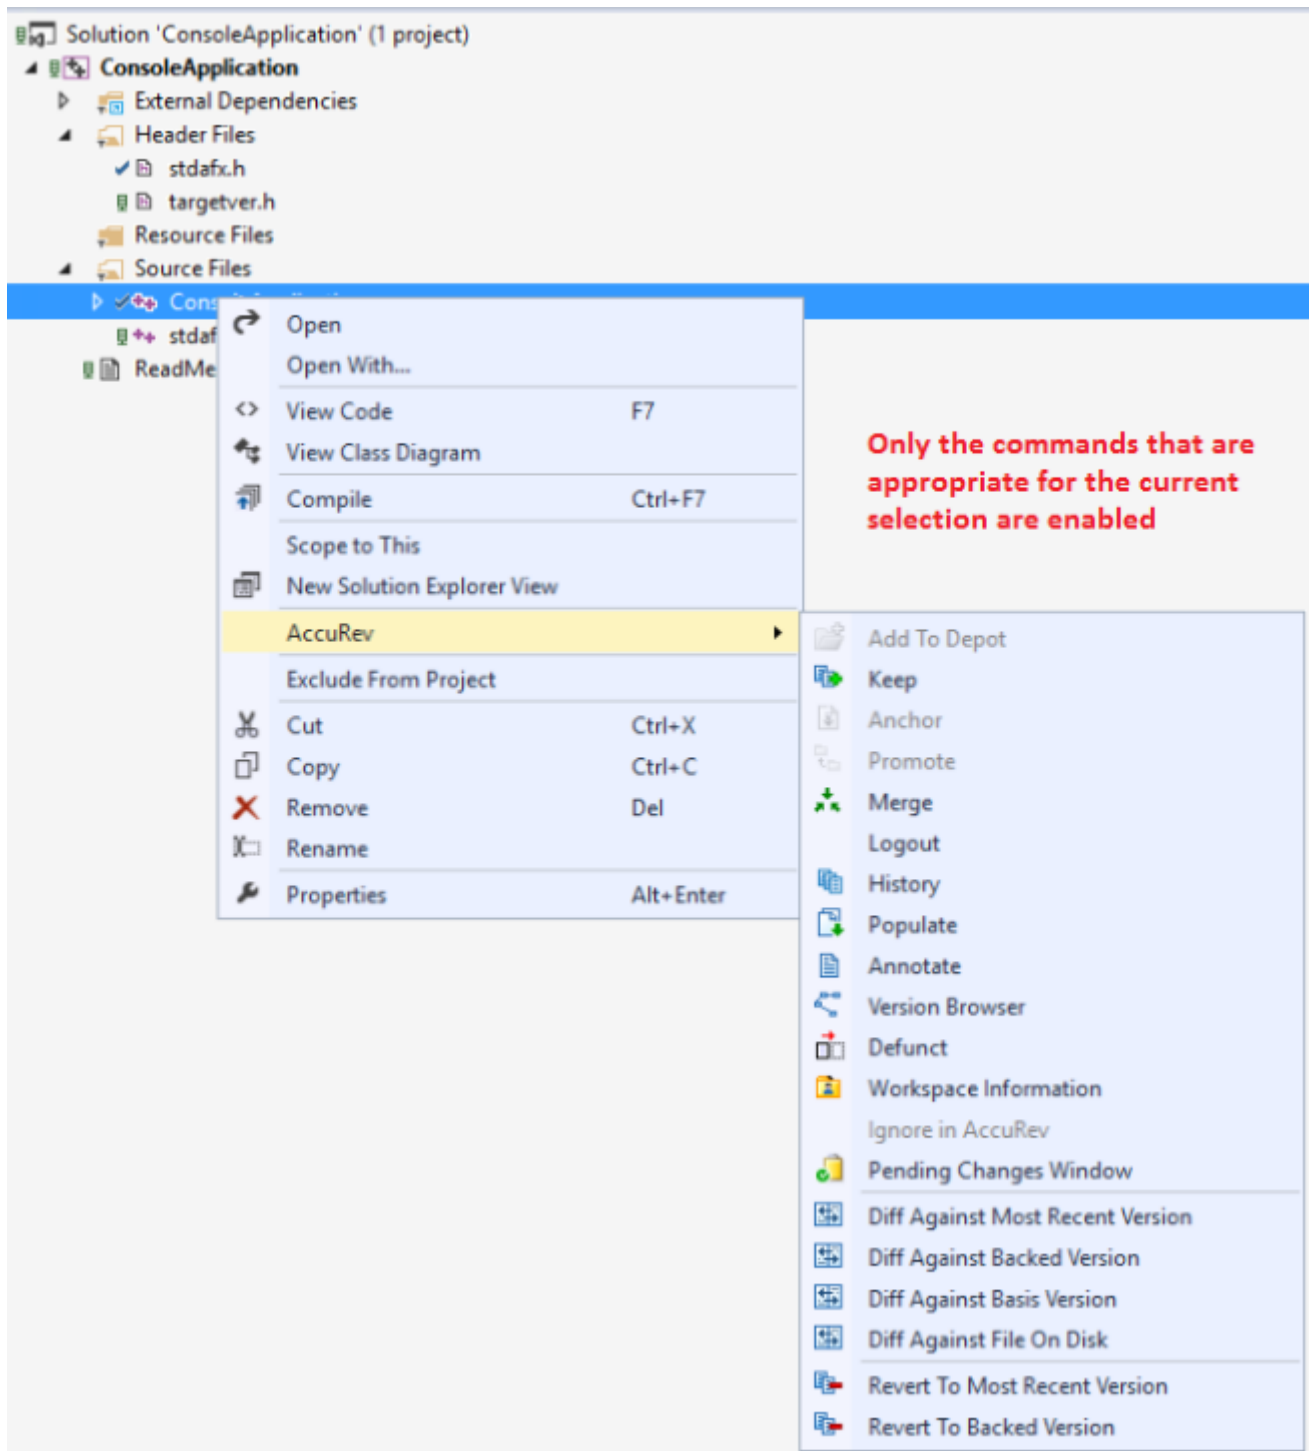 Solution 'ConsoleApplication' (1 project)
ConsoleApplication
External Dependencies
Header Files
stdafx.h
targetver.h
Resource Files
Source Files
stdaf
ReadMe
Open
Open With...
View Code F7
View Class Diagram
Compile Ctrl+F7
Scope to This
New Solution Explorer View
AccuRev
Exclude From Project
Cut Ctrl+X
Copy Ctrl+C
Remove Del
Rename
Properties Alt+Enter
Only the commands that are
appropriate for the current
selection are enabled
Add To Depot
Keep
Anchor
Promote
Merge
Logout
History
Populate
Annotate
Version Browser
Defunct
Workspace Information
Ignore in AccuRev
Pending Changes Window
Diff Against Most Recent Version
Diff Against Backed Version
Diff Against Basis Version
Diff Against File On Disk
Revert To Most Recent Version
Revert To Backed Version